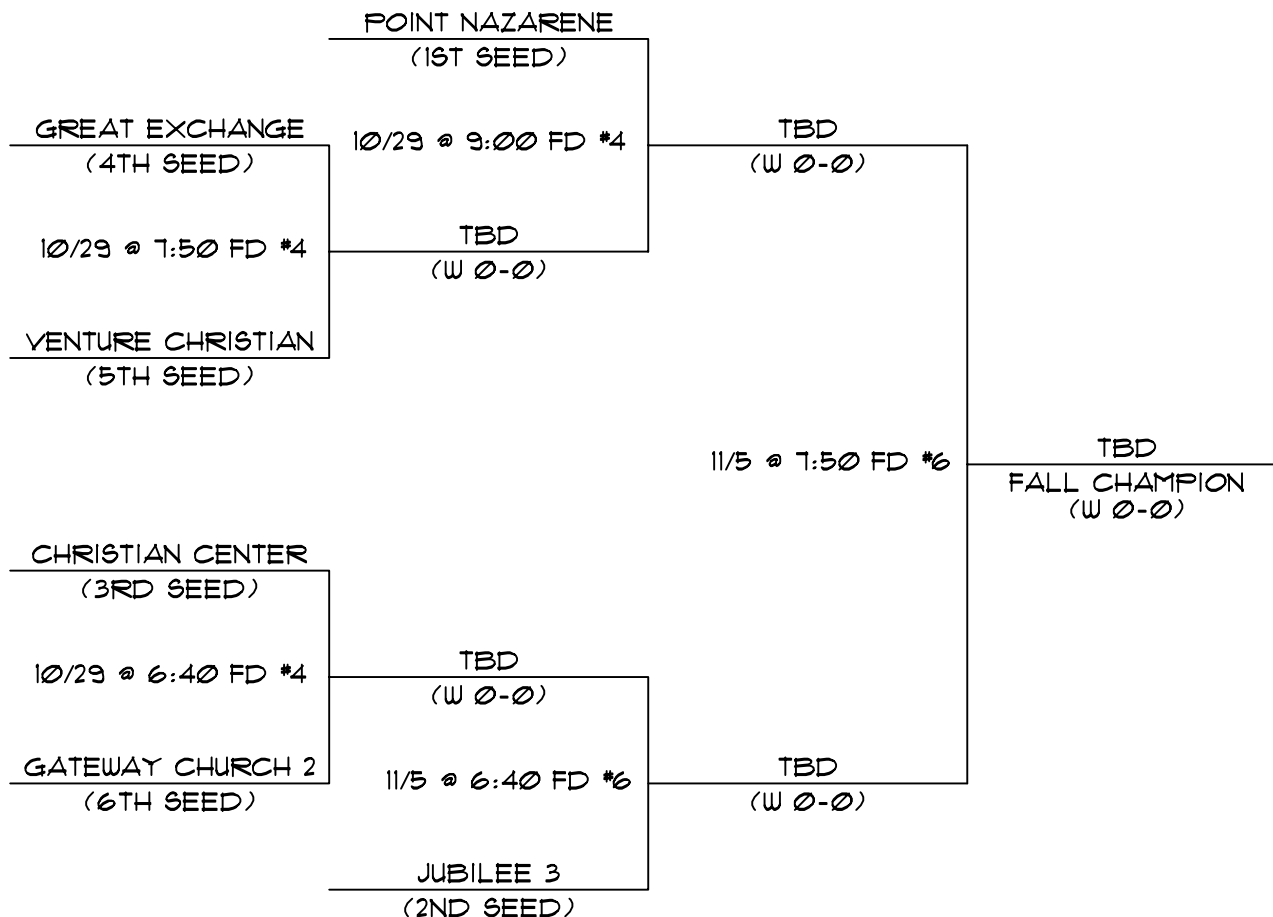 POINT NAZARENE
(1ST SEED)
GREAT EXCHANGE
(4TH SEED)
10/29 @ 9:00 FD #4
TBD
(W 0-0)
10/29 @ 7:50 FD #4
TBD
(W 0-0)
VENTURE CHRISTIAN
(5TH SEED)
11/5 @ 7:50 FD #6
TBD
FALL CHAMPION
(W 0-0)
CHRISTIAN CENTER
(3RD SEED)
10/29 @ 6:40 FD #4
TBD
(W 0-0)
GATEWAY CHURCH 2
(6TH SEED)
11/5 @ 6:40 FD #6
TBD
(W 0-0)
JUBILEE 3
(2ND SEED)